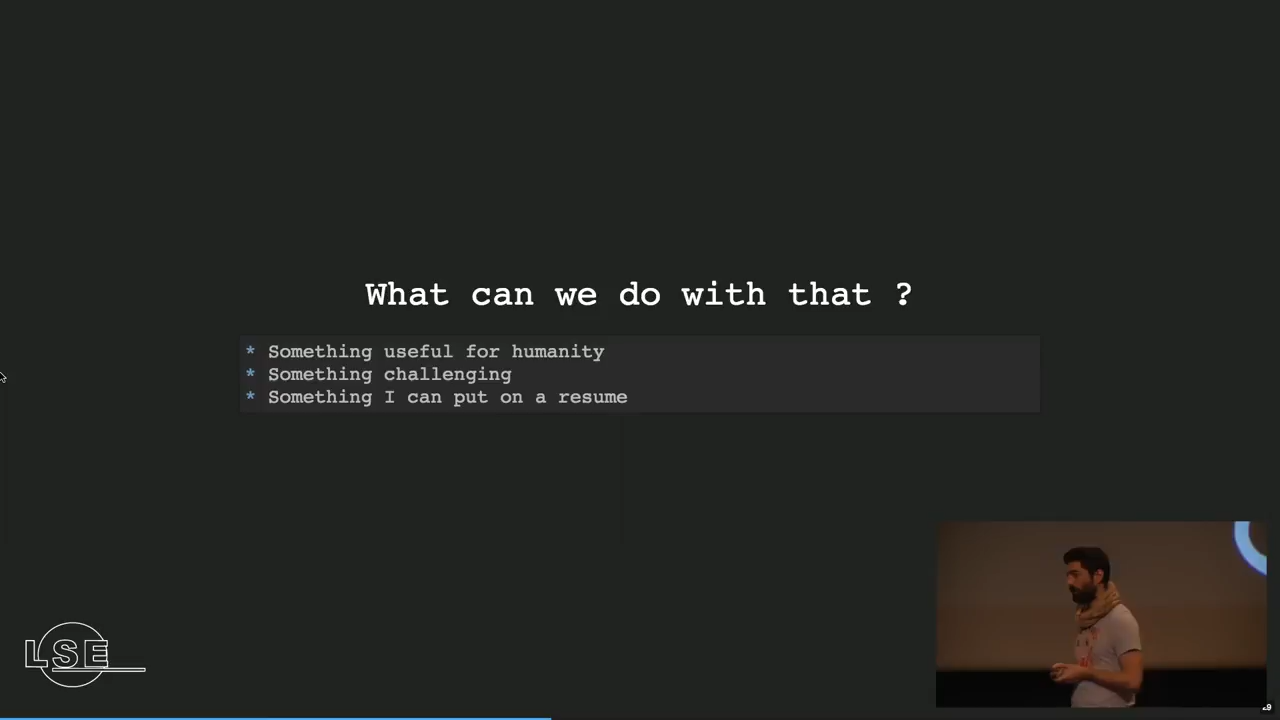 What can we do with that ?
* Something useful for humanity
* Something challenging
* Something I can put on a resume
LSE